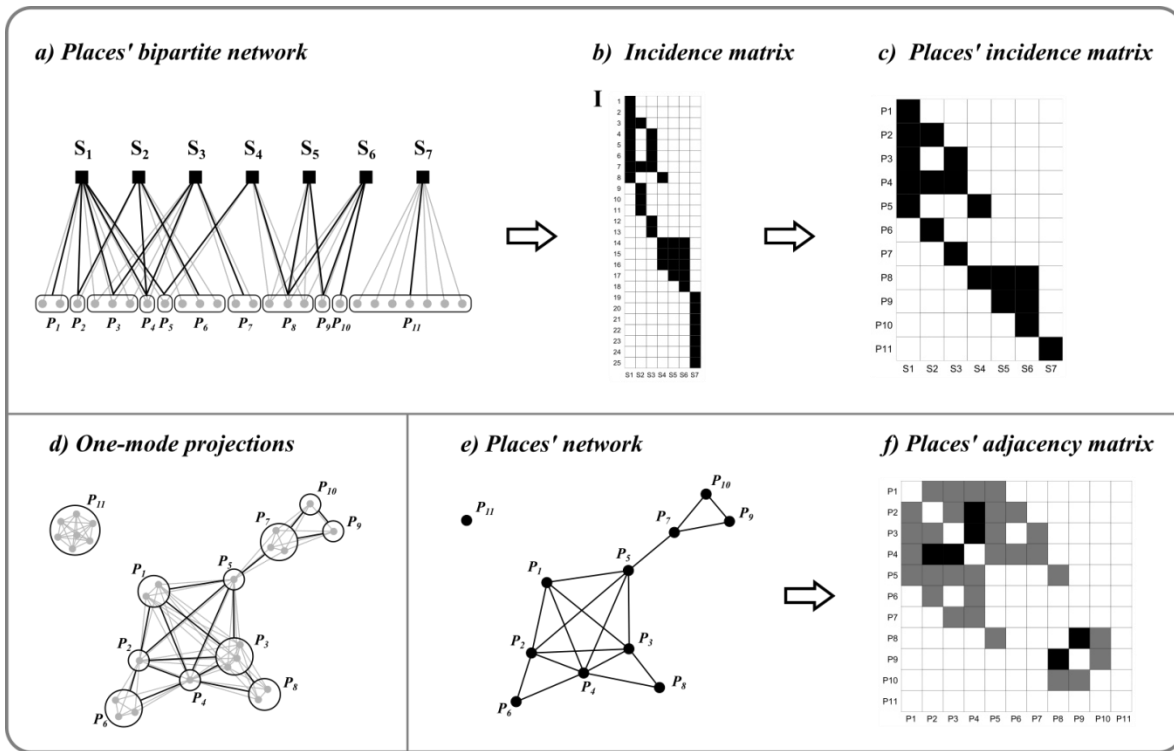 a) Places' bipartite network
b) Incidence matrix
c) Places' incidence matrix
S1 S2 S3 S4 S5 S6 S7
P1 P2 P3 P4 P5 P6 P7 P8 P9 P10 P11
I
1
2
3
4
5
6
7
8
9
10
11
12
13
14
15
16
17
18
19
20
21
22
23
24
25
S1 S2 S3 S4 S5 S6 S7
P1
P2
P3
P4
P5
P6
P7
P8
P9
P10
P11
S1 S2 S3 S4 S5 S6 S7
d) One-mode projections
P11
P10
P7
P9
P5
P1
P2
P3
P4
P8
P6
e) Places' network
P10
P11
P7
P9
P5
P1
P2
P3
P4
P8
P6
f) Places' adjacency matrix
P1
P2
P3
P4
P5
P6
P7
P8
P9
P10
P11
P1 P2 P3 P4 P5 P6 P7 P8 P9 P10 P11